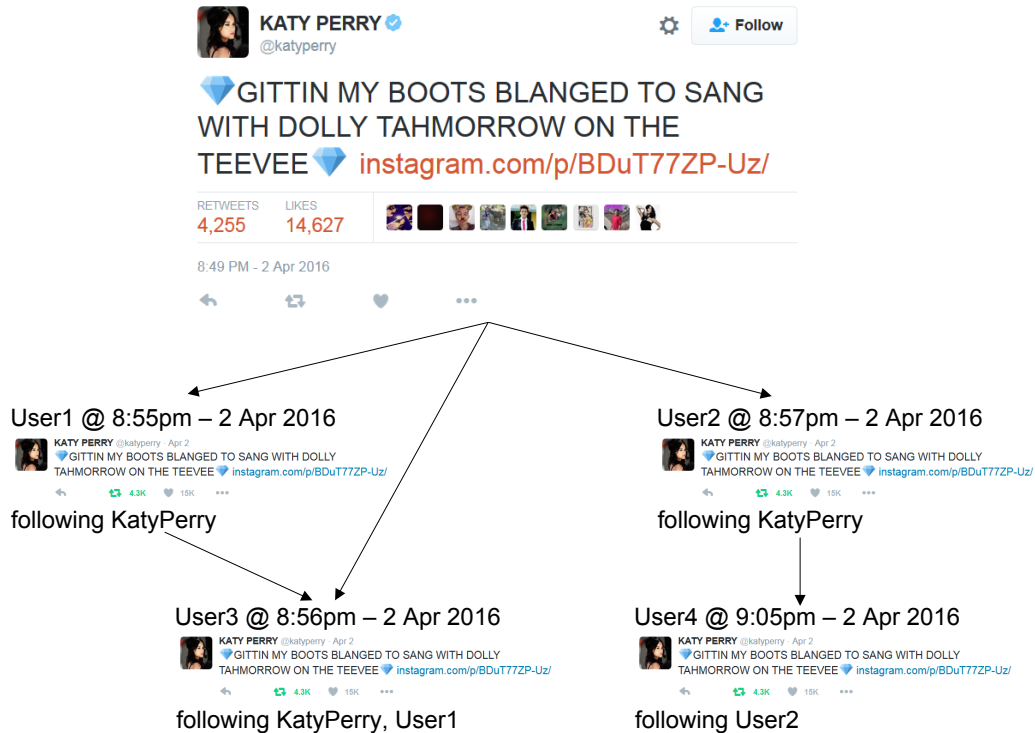 KATY PERRY
@katyperry
Follow
💎GITTIN MY BOOTS BLANGED TO SANG
WITH DOLLY TAHMORROW ON THE
TEEVEE💎 instagram.com/p/BDuT77ZP-Uz/
RETWEETS LIKES
4,255 14,627
8:49 PM - 2 Apr 2016
User1 @ 8:55pm – 2 Apr 2016
KATY PERRY @katyperry · Apr 2
💎GITTIN MY BOOTS BLANGED TO SANG WITH DOLLY
TAHMORROW ON THE TEEVEE💎 instagram.com/p/BDuT77ZP-Uz/
4.3K 15K
following KatyPerry
User2 @ 8:57pm – 2 Apr 2016
KATY PERRY @katyperry · Apr 2
💎GITTIN MY BOOTS BLANGED TO SANG WITH DOLLY
TAHMORROW ON THE TEEVEE💎 instagram.com/p/BDuT77ZP-Uz/
4.3K 15K
following KatyPerry
User3 @ 8:56pm – 2 Apr 2016
KATY PERRY @katyperry · Apr 2
💎GITTIN MY BOOTS BLANGED TO SANG WITH DOLLY
TAHMORROW ON THE TEEVEE💎 instagram.com/p/BDuT77ZP-Uz/
4.3K 15K
following KatyPerry, User1
User4 @ 9:05pm – 2 Apr 2016
KATY PERRY @katyperry · Apr 2
💎GITTIN MY BOOTS BLANGED TO SANG WITH DOLLY
TAHMORROW ON THE TEEVEE💎 instagram.com/p/BDuT77ZP-Uz/
4.3K 15K
following User2